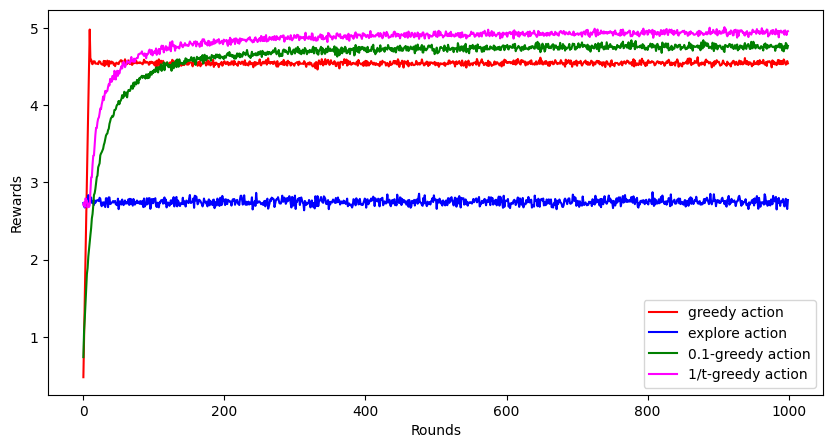 5
4
3
2
1
Rewards
0
200
400
600
800
1000
Rounds
greedy action
explore action
0.1-greedy action
1/t-greedy action